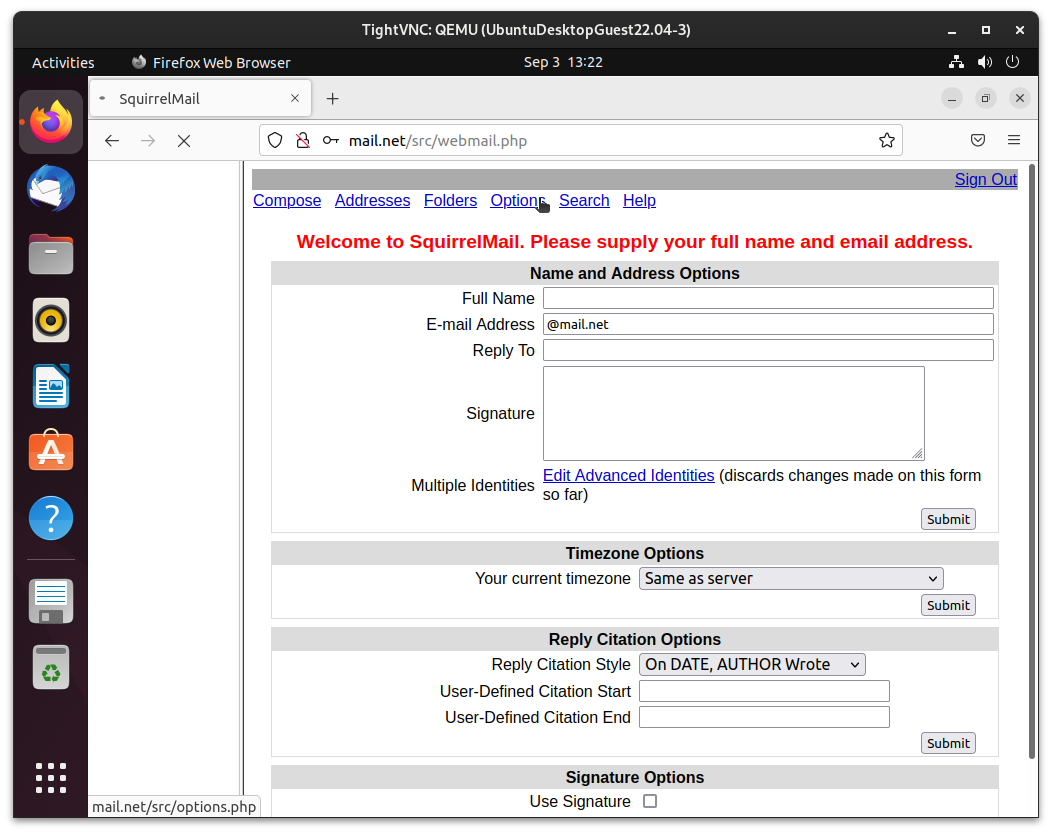 TightVNC: QEMU (UbuntuDesktopGuest22.04-3)
Activities Firefox Web Browser Sep 3 13:22
SquirrelMail
mail.net/src/webmail.php
Sign Out
Compose Addresses Folders Options Search Help
Welcome to SquirrelMail. Please supply your full name and email address.
Name and Address Options
Full Name
E-mail Address @mail.net
Reply To
Signature
Multiple Identities Edit Advanced Identities (discards changes made on this form
so far)
Submit
Timezone Options
Your current timezone Same as server
Submit
Reply Citation Options
Reply Citation Style On DATE, AUTHOR Wrote
User-Defined Citation Start
User-Defined Citation End
Submit
Signature Options
Use Signature
mail.net/src/options.php